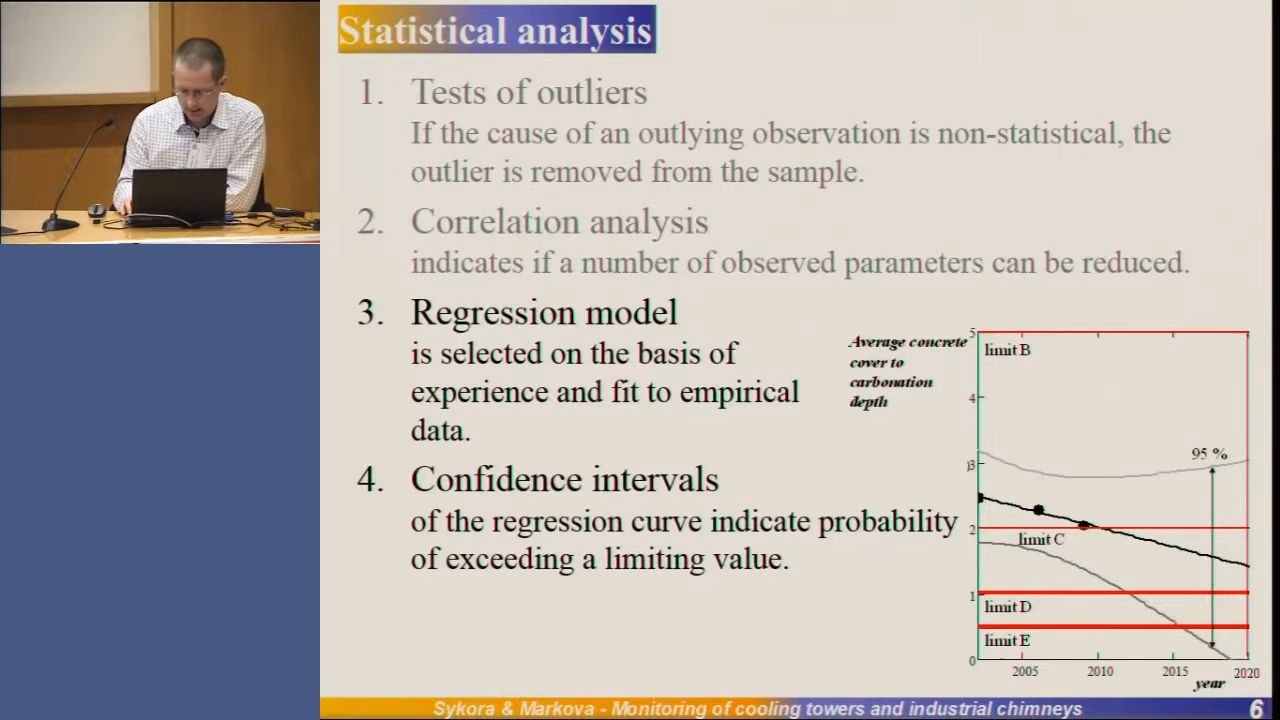 Statistical analysis
1. Tests of outliers
If the cause of an outlying observation is non-statistical, the
outlier is removed from the sample.
2. Correlation analysis
indicates if a number of observed parameters can be reduced.
3. Regression model
is selected on the basis of
experience and fit to empirical
data.
4. Confidence intervals
of the regression curve indicate probability
of exceeding a limiting value.
Average concrete
cover to
carbonation
depth
5
limit B
4
3
95 %
2
limit C
1
limit D
limit E
0
2005 2010 2015 2020
year
Sykora & Markova - Monitoring of cooling towers and industrial chimneys 6